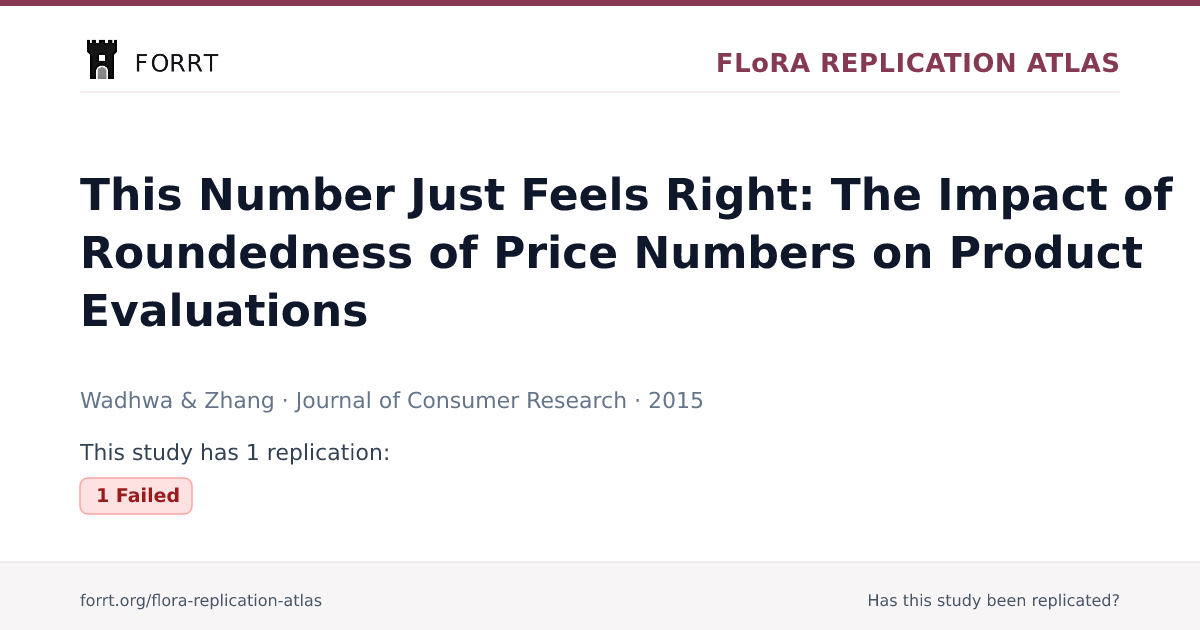 FORRT
FLoRA REPLICATION ATLAS
This Number Just Feels Right: The Impact of
Roundedness of Price Numbers on Product
Evaluations
Wadhwa & Zhang · Journal of Consumer Research · 2015
This study has 1 replication:
1 Failed
forrt.org/flora-replication-atlas
Has this study been replicated?